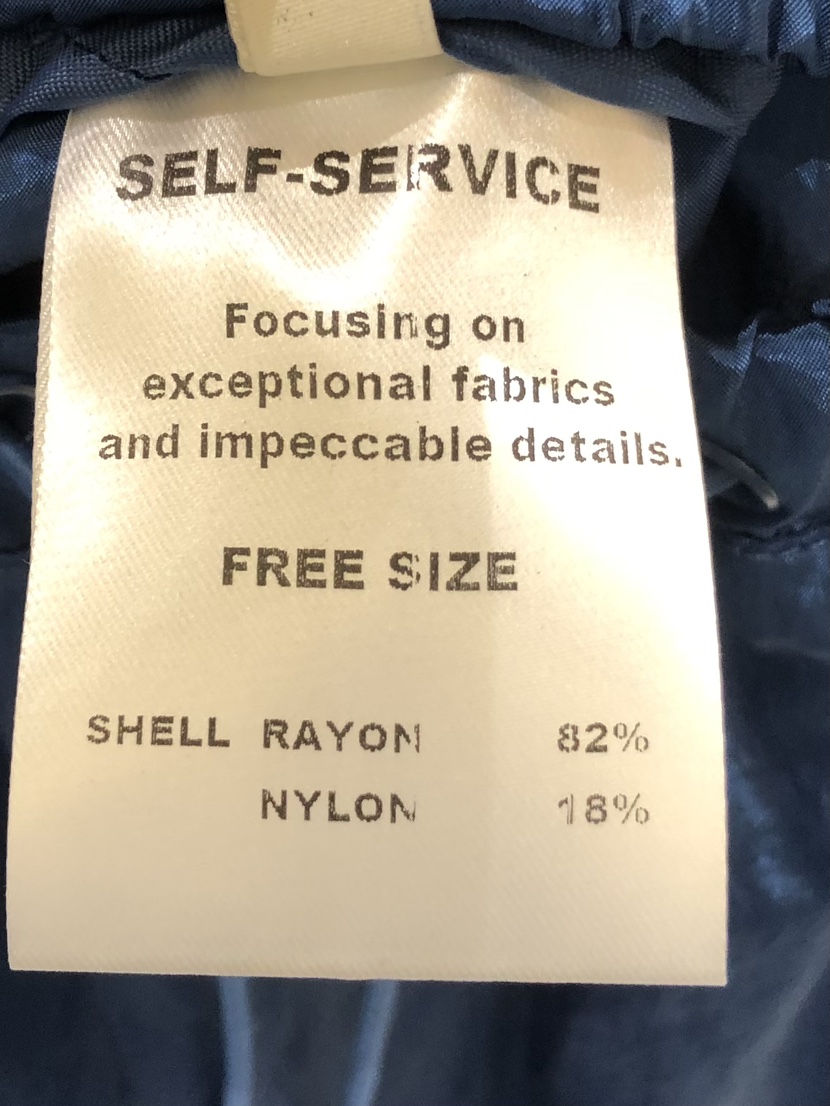 SELF-SERVICE
Focusing on
exceptional fabrics
and impeccable details.
FREE SIZE
SHELL RAYON 82%
NYLON 18%